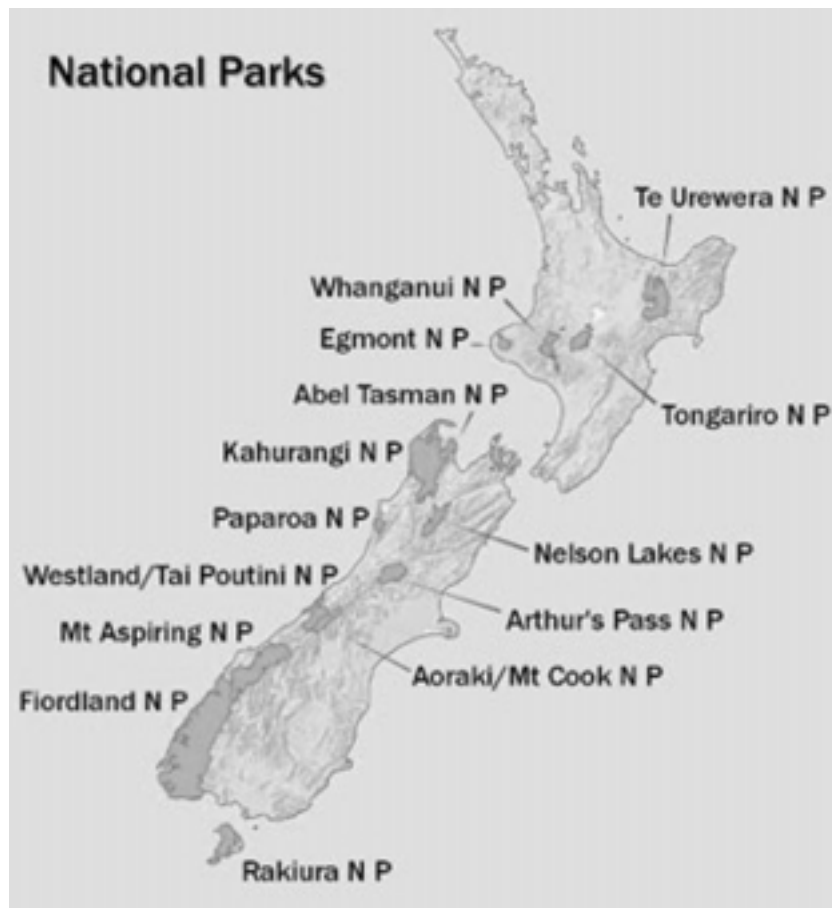 National Parks
Te Urewera N P
Whanganui N P
Egmont N P
Abel Tasman N P
Tongariro N P
Kahurangi N P
Paparoa N P
Nelson Lakes N P
Westland/Tai Poutini N P
Arthur's Pass N P
Mt Aspiring N P
Aoraki/Mt Cook N P
Fiordland N P
Rakiura N P